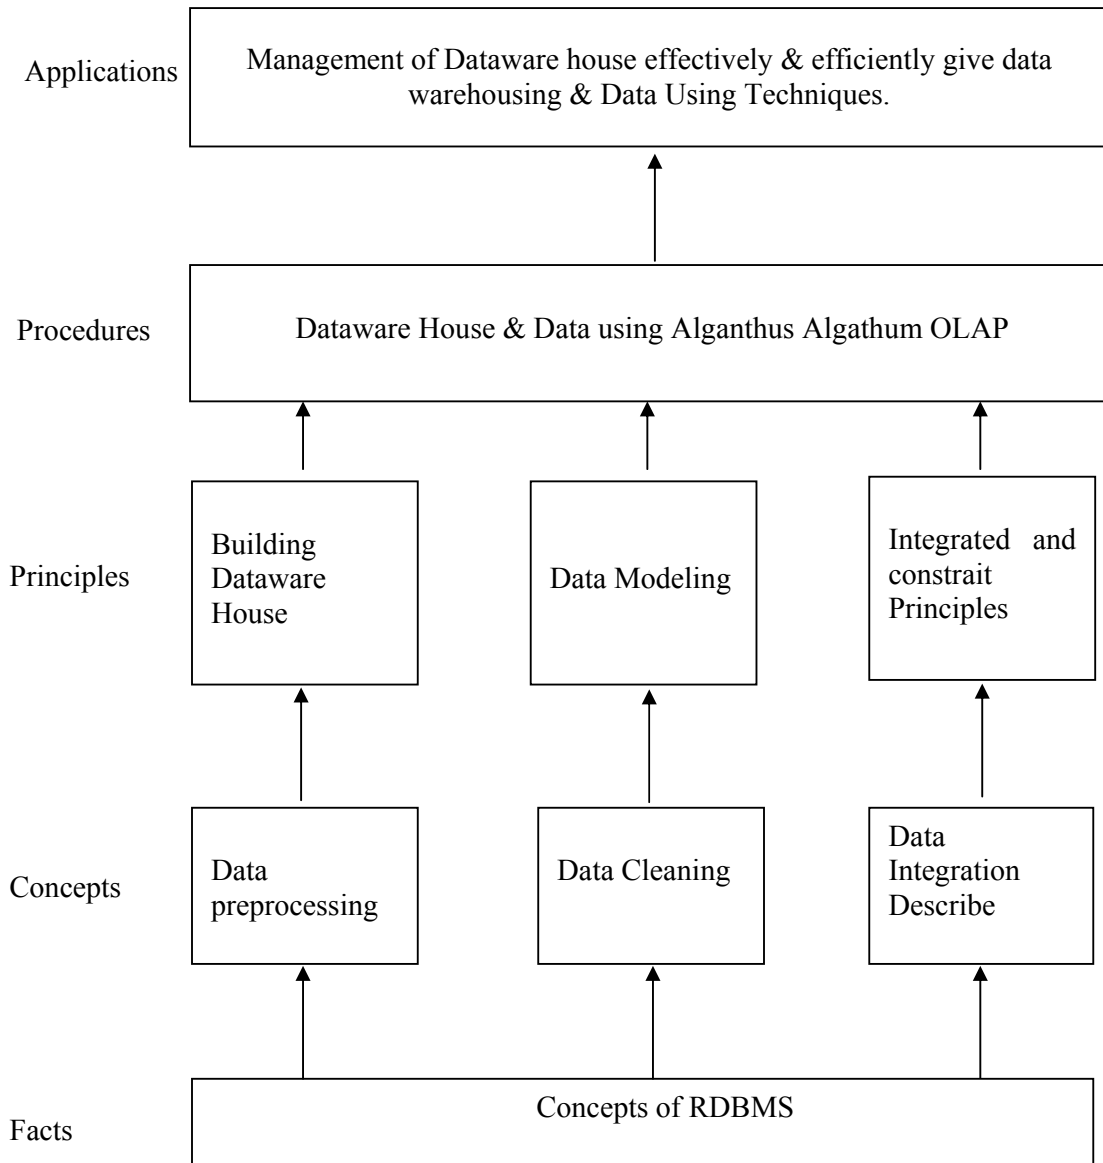 Applications
Management of Dataware house effectively & efficiently give data
warehousing & Data Using Techniques.
Procedures
Dataware House & Data using Alganthus Algathum OLAP
Principles
Building
Dataware
House
Data Modeling
Integrated and
constrait
Principles
Concepts
Data
preprocessing
Data Cleaning
Data
Integration
Describe
Facts
Concepts of RDBMS